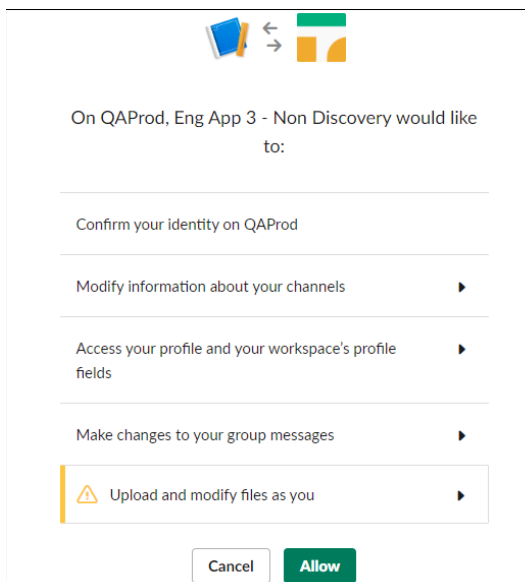 On QAProd, Eng App 3 - Non Discovery would like
to:
Confirm your identity on QAProd
Modify information about your channels
Access your profile and your workspace's profile
fields
Make changes to your group messages
Upload and modify files as you
Cancel
Allow